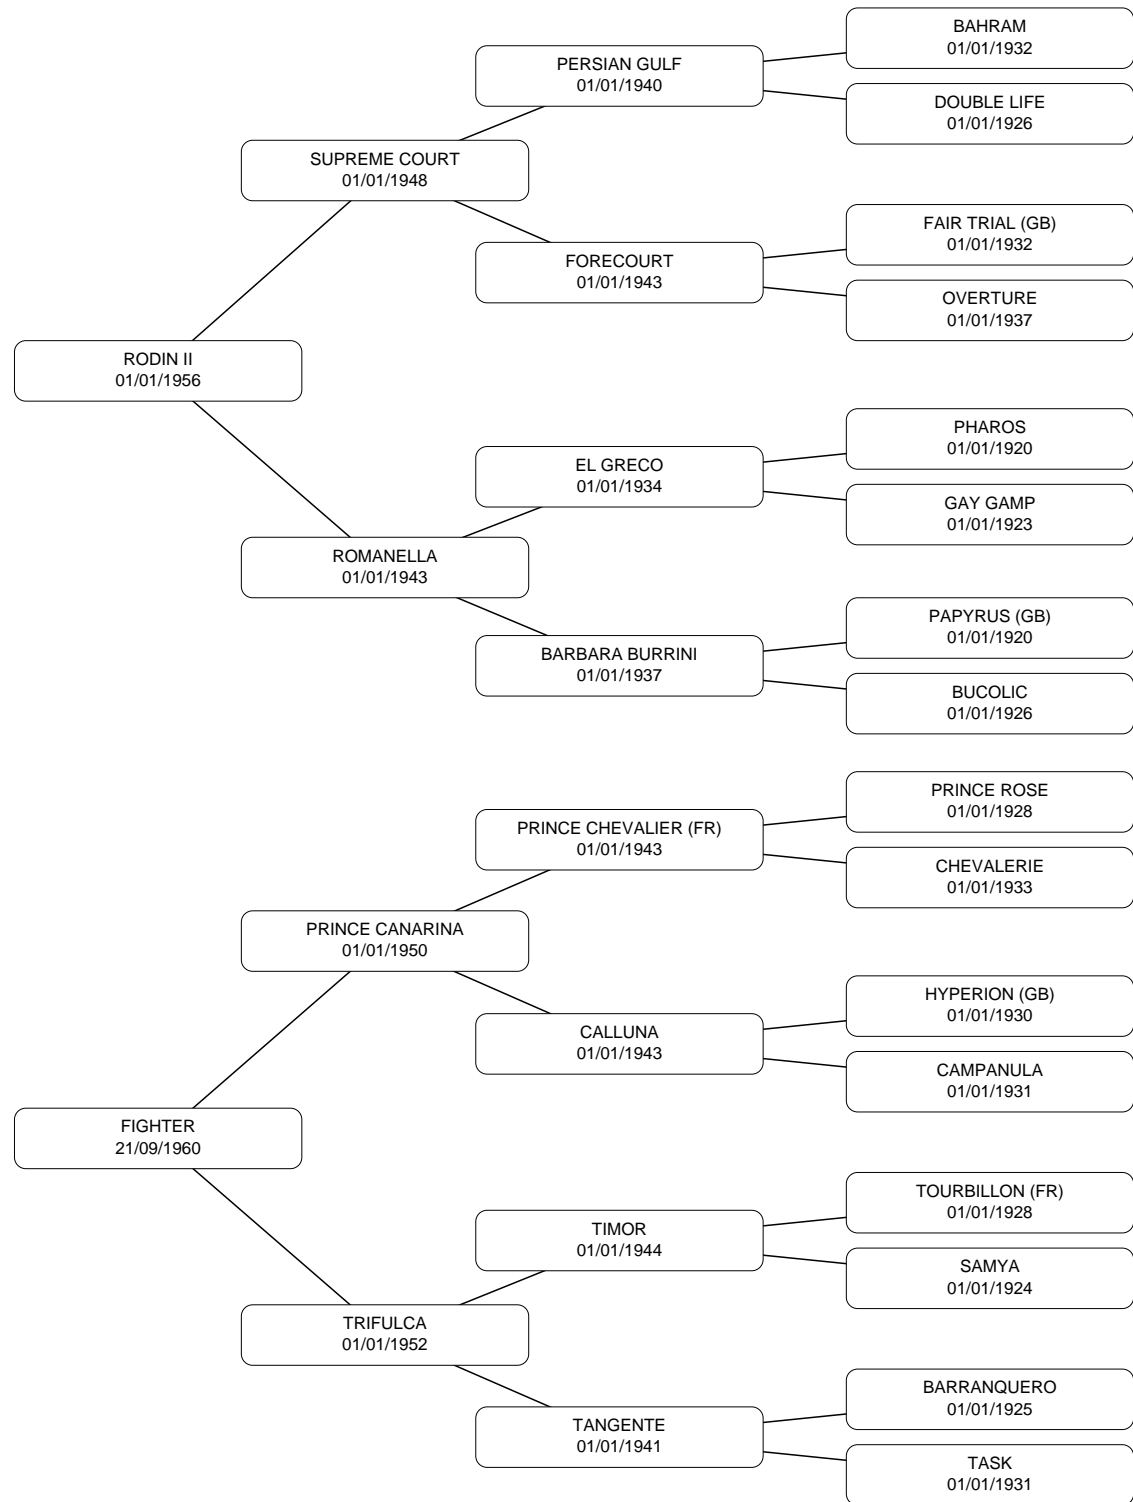 BAHRAM
01/01/1932
PERSIAN GULF
01/01/1940
DOUBLE LIFE
01/01/1926
SUPREME COURT
01/01/1948
FAIR TRIAL (GB)
01/01/1932
FORECOURT
01/01/1943
OVERTURE
01/01/1937
RODIN II
01/01/1956
PHAROS
01/01/1920
EL GRECO
01/01/1934
GAY GAMP
01/01/1923
ROMANELLA
01/01/1943
PAPYRUS (GB)
01/01/1920
BARBARA BURRINI
01/01/1937
BUCOLIC
01/01/1926
PRINCE ROSE
01/01/1928
PRINCE CHEVALIER (FR)
01/01/1943
CHEVALERIE
01/01/1933
PRINCE CANARINA
01/01/1950
HYPERION (GB)
01/01/1930
CALLUNA
01/01/1943
CAMPANULA
01/01/1931
FIGHTER
21/09/1960
TOURBILLON (FR)
01/01/1928
TIMOR
01/01/1944
SAMYA
01/01/1924
TRIFULCA
01/01/1952
BARRANQUERO
01/01/1925
TANGENTE
01/01/1941
TASK
01/01/1931